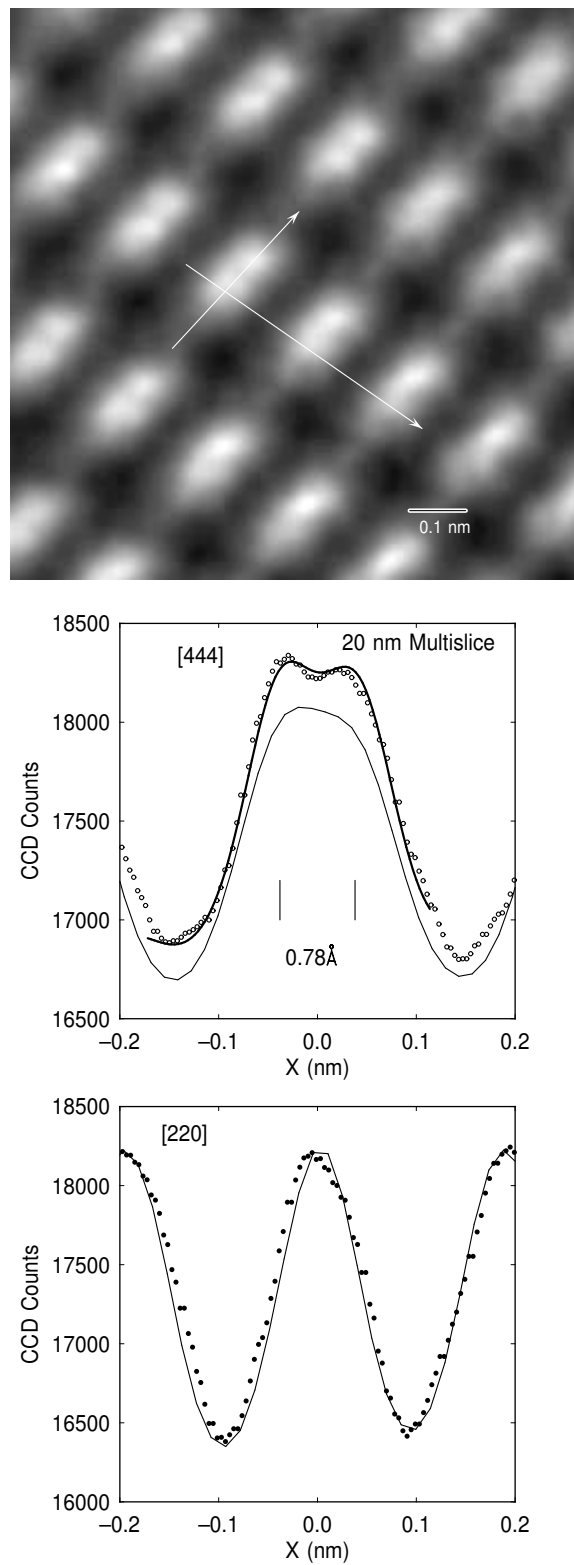 0.1 nm
18500
[444]
20 nm Multislice
18000
17500
17000
16500
CCD Counts
0.78Å
−0.2 −0.1 0.0 0.1 0.2
X (nm)
18500
[220]
18000
17500
17000
16500
16000
CCD Counts
−0.2 −0.1 0.0 0.1 0.2
X (nm)